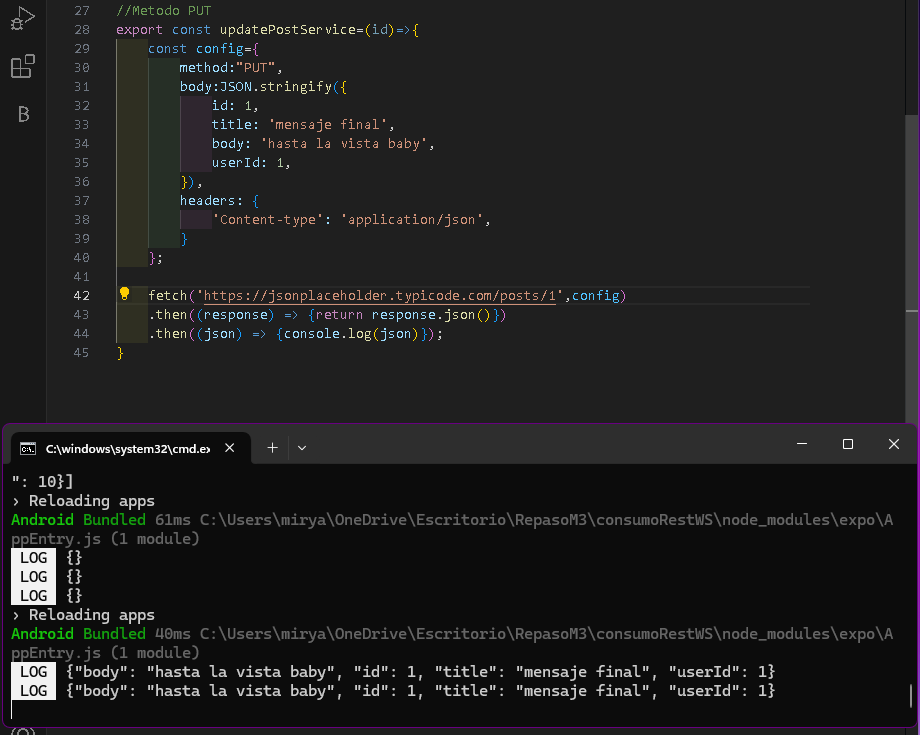 27 //Metodo PUT
28 export const updatePostService=(id)=>{
29 const config={
30 method:"PUT",
31 body:JSON.stringify({
32 id: 1,
33 title: 'mensaje final',
34 body: 'hasta la vista baby',
35 userId: 1,
36 }),
37 headers: {
38 'Content-type': 'application/json',
39 }
40 };
41
42 fetch('https://jsonplaceholder.typicode.com/posts/1',config)
43 .then((response) => {return response.json()})
44 .then((json) => {console.log(json)});
45 }
B
C:\windows\system32\cmd.ex
": 10}]
› Reloading apps
Android Bundled 61ms C:\Users\mirya\OneDrive\Escritorio\RepasoM3\consumoRestWS\node_modules\expo\A
ppEntry.js (1 module)
LOG {}
LOG {}
LOG {}
› Reloading apps
Android Bundled 40ms C:\Users\mirya\OneDrive\Escritorio\RepasoM3\consumoRestWS\node_modules\expo\A
ppEntry.js (1 module)
LOG {"body": "hasta la vista baby", "id": 1, "title": "mensaje final", "userId": 1}
LOG {"body": "hasta la vista baby", "id": 1, "title": "mensaje final", "userId": 1}